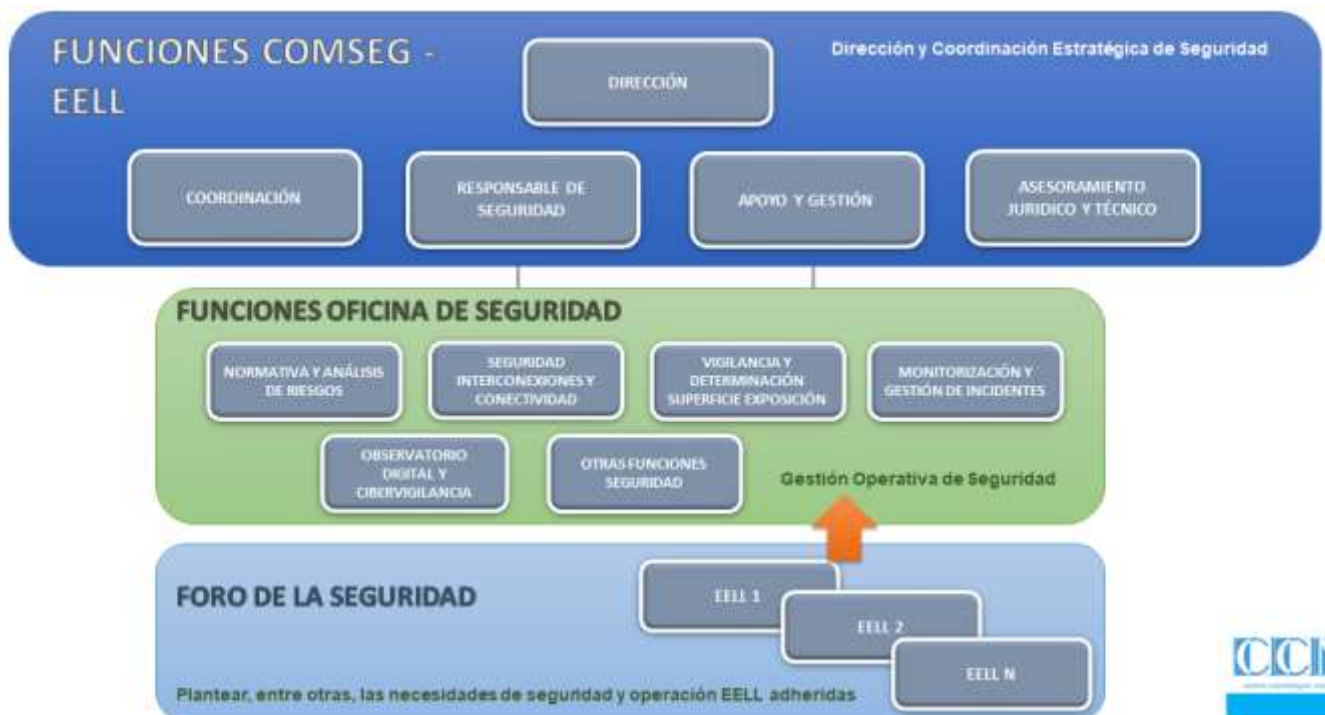 FUNCIONES COMSEG -
EELL
Dirección y Coordinación Estratégica de Seguridad
DIRECCIÓN
COORDINACIÓN
RESPONSABLE DE
SEGURIDAD
APOYO Y GESTIÓN
ASESORAMIENTO
JURIDICO Y TÉCNICO
FUNCIONES OFICINA DE SEGURIDAD
NORMATIVA Y ANÁLISIS
DE RIESGOS
SEGURIDAD
INTERCONEXIONES Y
CONECTIVIDAD
VIGILANCIA Y
DETERMINACIÓN
SUPERFICIE EXPOSICIÓN
MONITORIZACIÓN Y
GESTIÓN DE INCIDENTES
OBSERVATORIO
DIGITAL Y
CIBERVIGILANCIA
OTRAS FUNCIONES
SEGURIDAD
Gestión Operativa de Seguridad
FORO DE LA SEGURIDAD
EELL 1
EELL 2
EELL N
Plantear, entre otras, las necesidades de seguridad y operación EELL adheridas